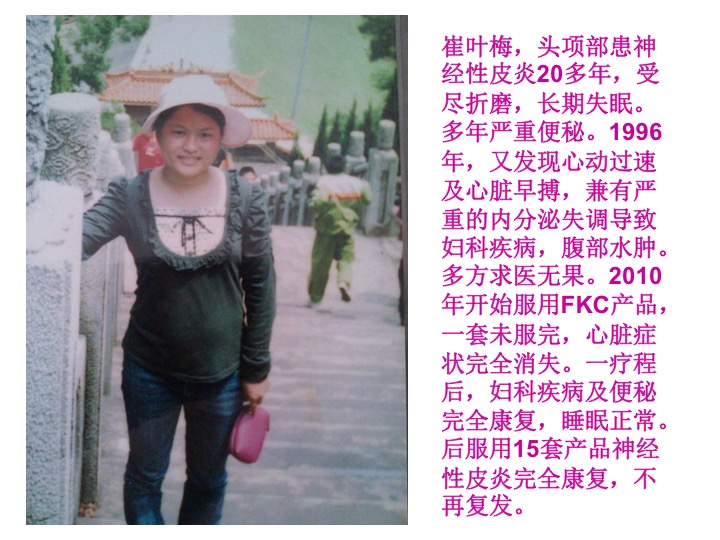 崔叶梅，头项部患神
经性皮炎20多年，受
尽折磨，长期失眠。
多年严重便秘。1996
年，又发现心动过速
及心脏早搏，兼有严
重的内分泌失调导致
妇科疾病，腹部水肿。
多方求医无果。2010
年开始服用FKC产品，
一套未服完，心脏症
状完全消失。一疗程
后，妇科疾病及便秘
完全康复，睡眠正常。
后服用15套产品神经
性皮炎完全康复，不
再复发。